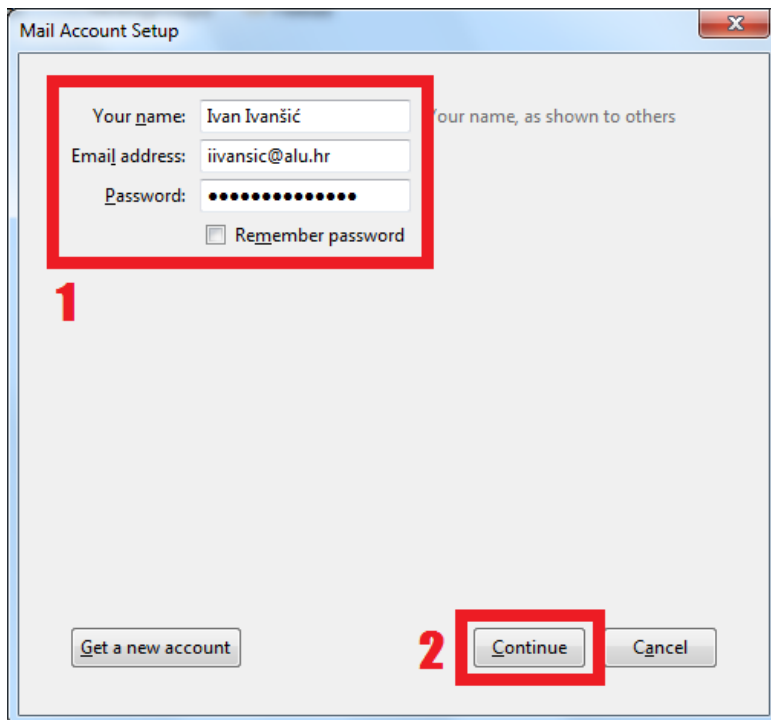 Mail Account Setup
Your name: Ivan Ivanšić our name, as shown to others
Email address: iivansic@alu.hr
Password: ••••••••••••••
Remember password
1
Get a new account 2 Continue Cancel